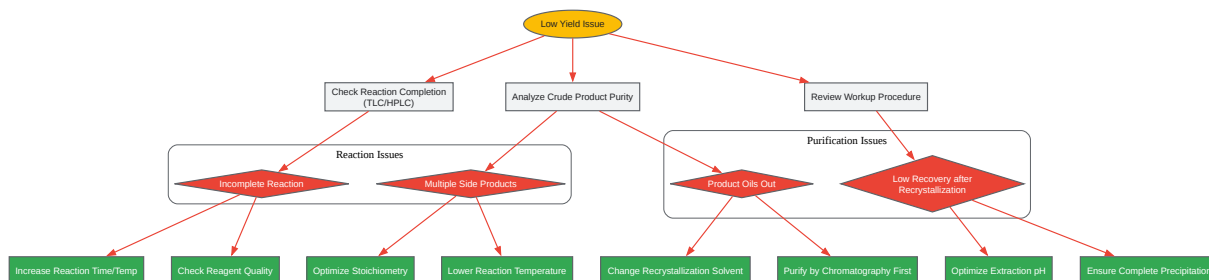 Low Yield Issue
Check Reaction Completion
(TLC/HPLC)
Analyze Crude Product Purity
Review Workup Procedure
Reaction Issues
Purification Issues
Incomplete Reaction
Multiple Side Products
Product Oils Out
Low Recovery after
Recrystallization
Increase Reaction Time/Temp
Check Reagent Quality
Optimize Stoichiometry
Lower Reaction Temperature
Change Recrystallization Solvent
Purify by Chromatography First
Optimize Extraction pH
Ensure Complete Precipitation